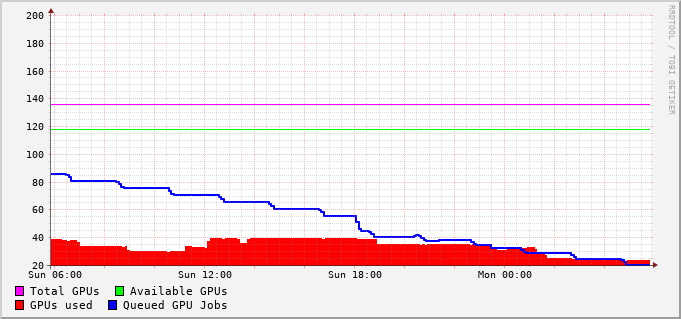 RRDTOOL / TOBI OETIKER
200
180
160
140
120
100
80
60
40
20
Sun 06:00 Sun 12:00 Sun 18:00 Mon 00:00
Total GPUs Available GPUs
GPUs used Queued GPU Jobs